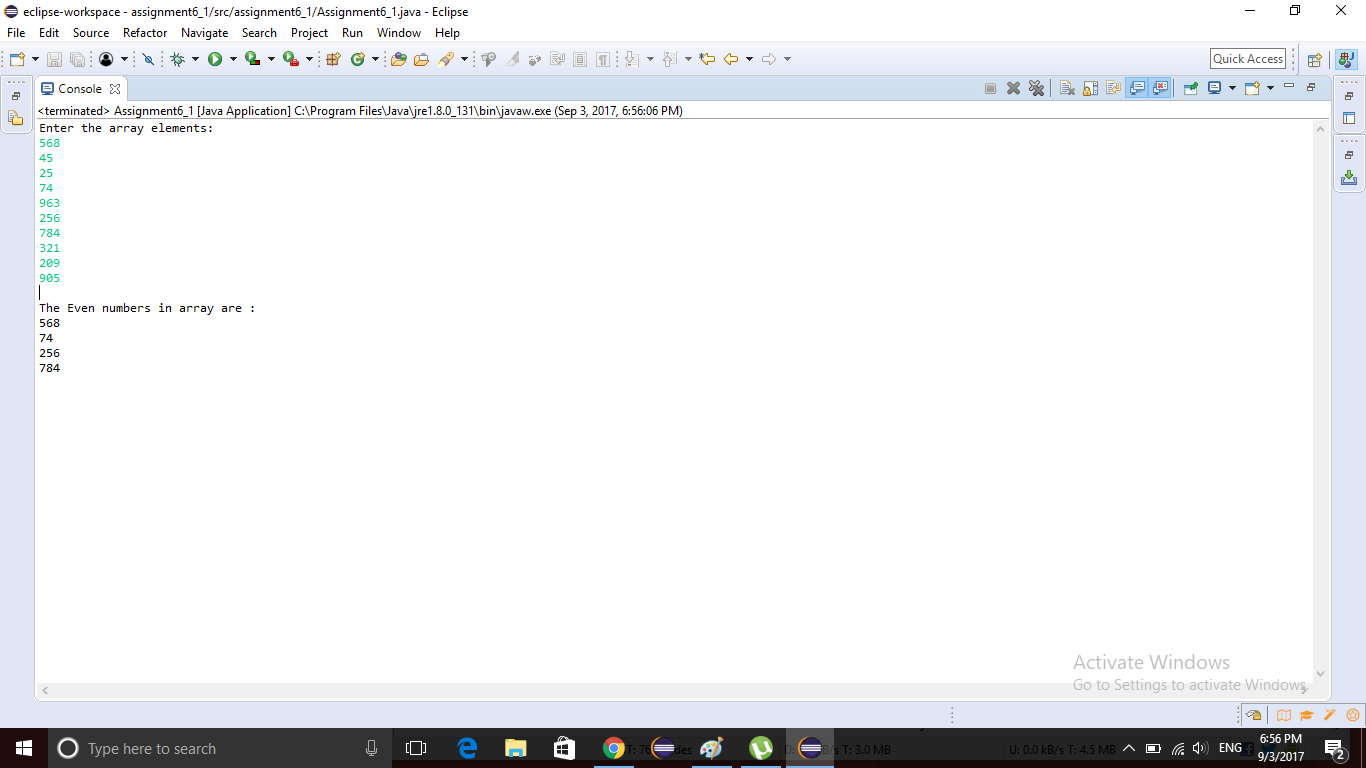 eclipse-workspace - assignment6_1/src/assignment6_1/Assignment6_1.java - Eclipse
File Edit Source Refactor Navigate Search Project Run Window Help
Quick Access
Console
<terminated> Assignment6_1 [Java Application] C:\Program Files\Java\jre1.8.0_131\bin\javaw.exe (Sep 3, 2017, 6:56:06 PM)
Enter the array elements:
568
45
25
74
963
256
784
321
209
905
The Even numbers in array are :
568
74
256
784
Activate Windows
Go to Settings to activate Windows.
Type here to search
T: 3.0 MB
U: 0.0 kB/s T: 4.5 MB
ENG
6:56 PM
9/3/2017
2